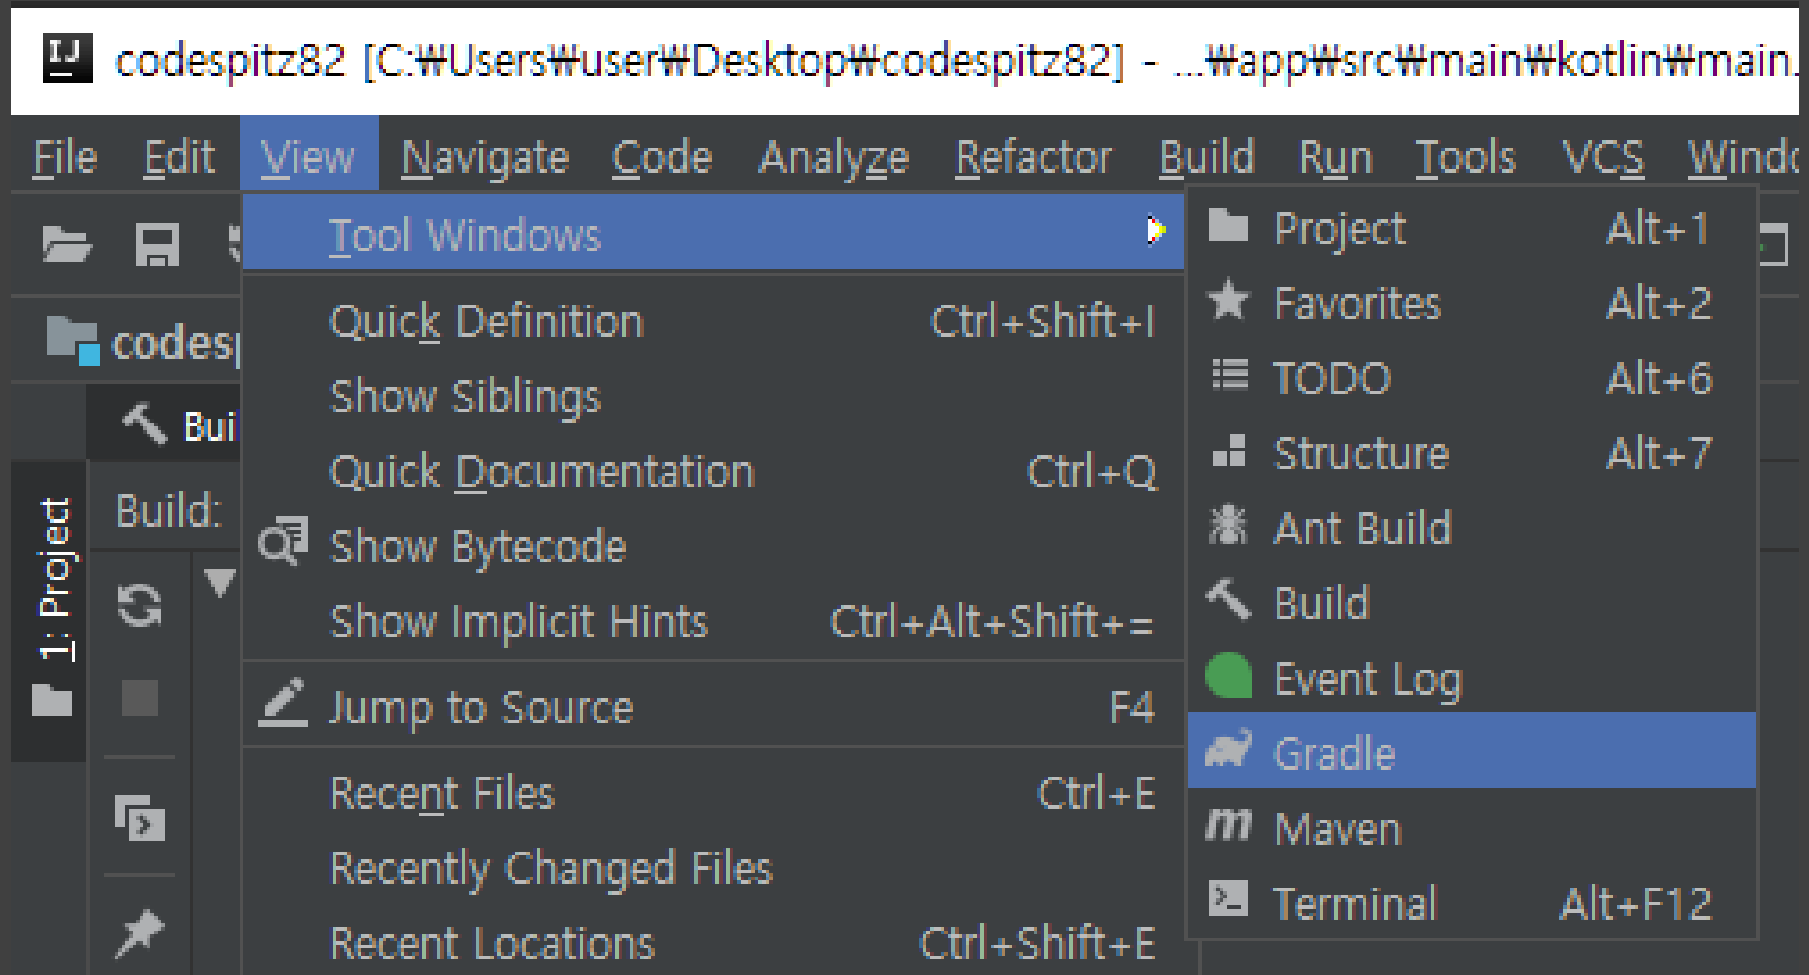 IJ codespitz82 [C:₩Users₩user₩Desktop₩codespitz82] - ...₩app₩src₩main₩kotlin₩main.
File Edit View Navigate Code Analyze Refactor Build Run Tools VCS Windo
Tool Windows
codesp
Bui
Build:
1: Project
Quick Definition Ctrl+Shift+I
Show Siblings
Quick Documentation Ctrl+Q
Show Bytecode
Show Implicit Hints Ctrl+Alt+Shift+=
Jump to Source F4
Recent Files Ctrl+E
Recently Changed Files
Recent Locations Ctrl+Shift+E
Project Alt+1
Favorites Alt+2
TODO Alt+6
Structure Alt+7
Ant Build
Build
Event Log
Gradle
Maven
Terminal Alt+F12